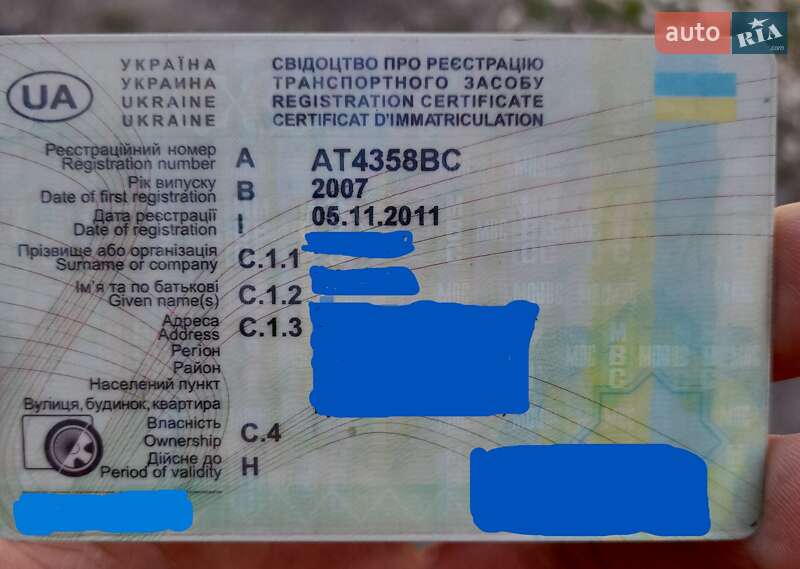 auto RIA .com
УКРАЇНА
УКРАИНА
UKRAINE
UKRAINE
СВІДОЦТВО ПРО РЕЄСТРАЦІЮ
ТРАНСПОРТНОГО ЗАСОБУ
REGISTRATION CERTIFICATE
CERTIFICAT D'IMMATRICULATION
UA
Реєстраційний номер
Registration number
A
AT4358BC
Рік випуску
Date of first registration
B
2007
Дата реєстрації
Date of registration
I
05.11.2011
Прізвище або організація
Surname or company
C.1.1
Ім'я та по батькові
Given name(s)
C.1.2
Адреса
Address
C.1.3
Регіон
Район
Населений пункт
Вулиця, будинок, квартира
Власність
Ownership
C.4
Дійсне до
Period of validity
H